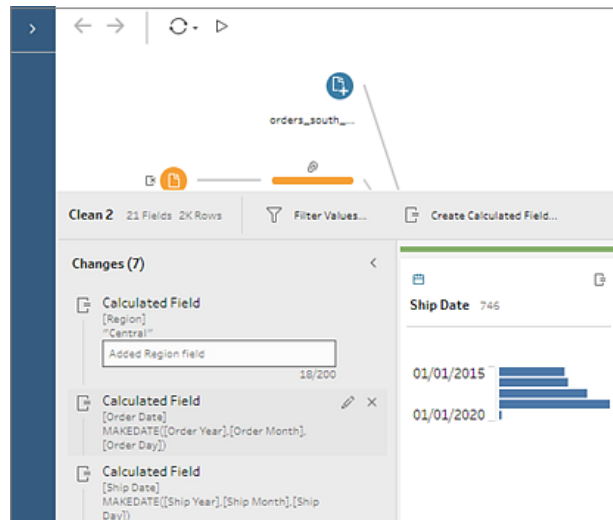 orders_south_...
Clean 2 21 Fields 2K Rows Filter Values... Create Calculated Field...
Changes (7)
Calculated Field
[Region]
"Central"
Added Region field
18/200
Calculated Field
[Order Date]
MAKEDATE([Order Year],[Order Month],
[Order Day])
Calculated Field
[Ship Date]
MAKEDATE([Ship Year],[Ship Month],[Ship
Day])
Ship Date 746
01/01/2015
01/01/2020